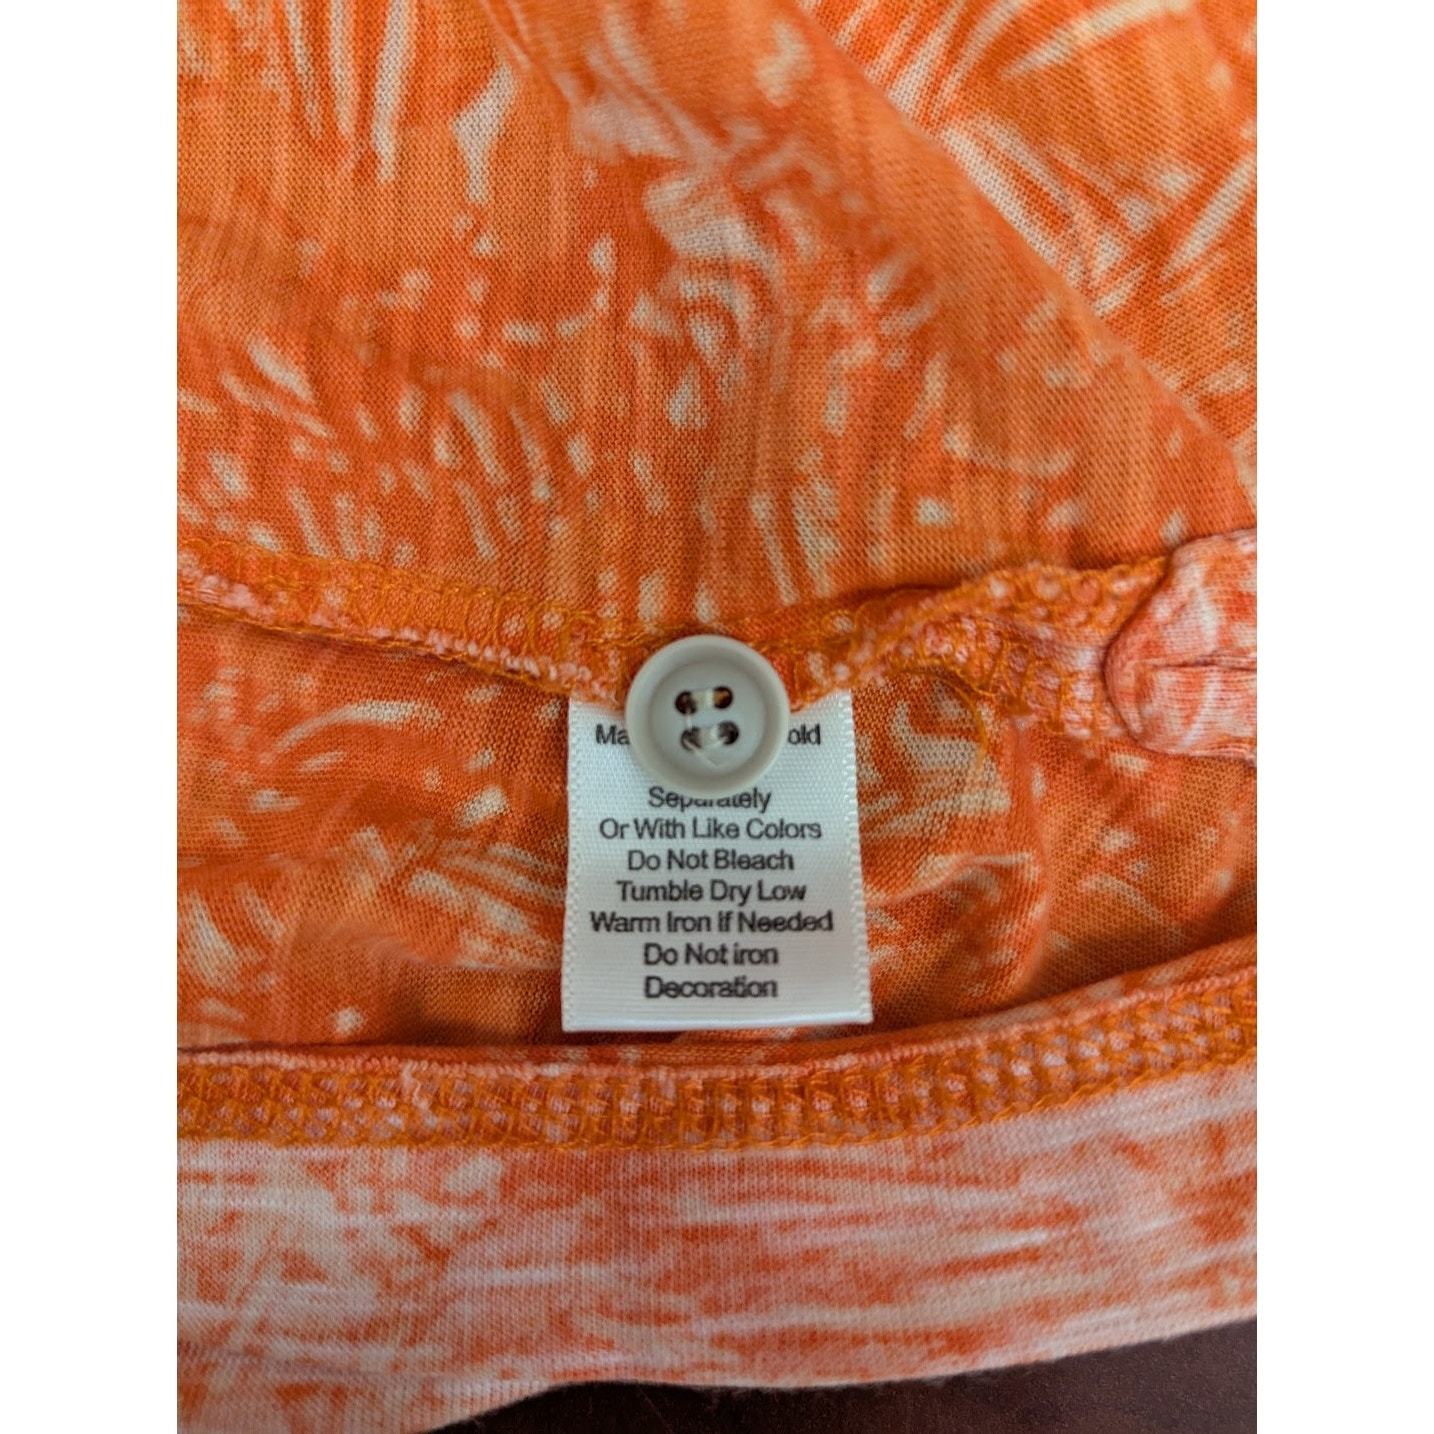 Separately
Or With Like Colors
Do Not Bleach
Tumble Dry Low
Warm Iron If Needed
Do Not iron
Decoration